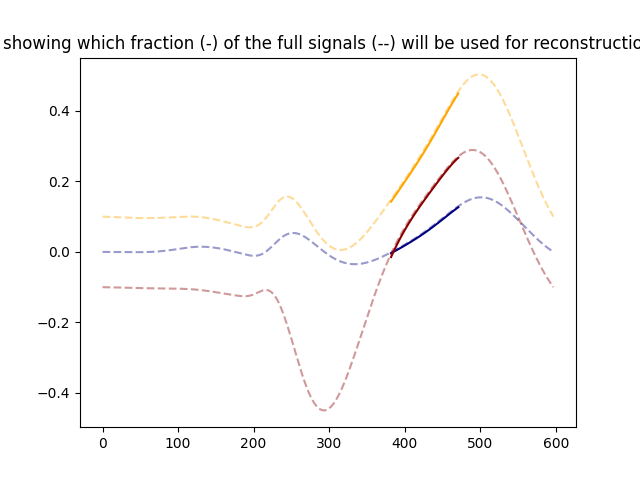 showing which fraction (-) of the full signals (--) will be used for reconstructio
0.4
0.2
0.0
−0.2
−0.4
0 100 200 300 400 500 600